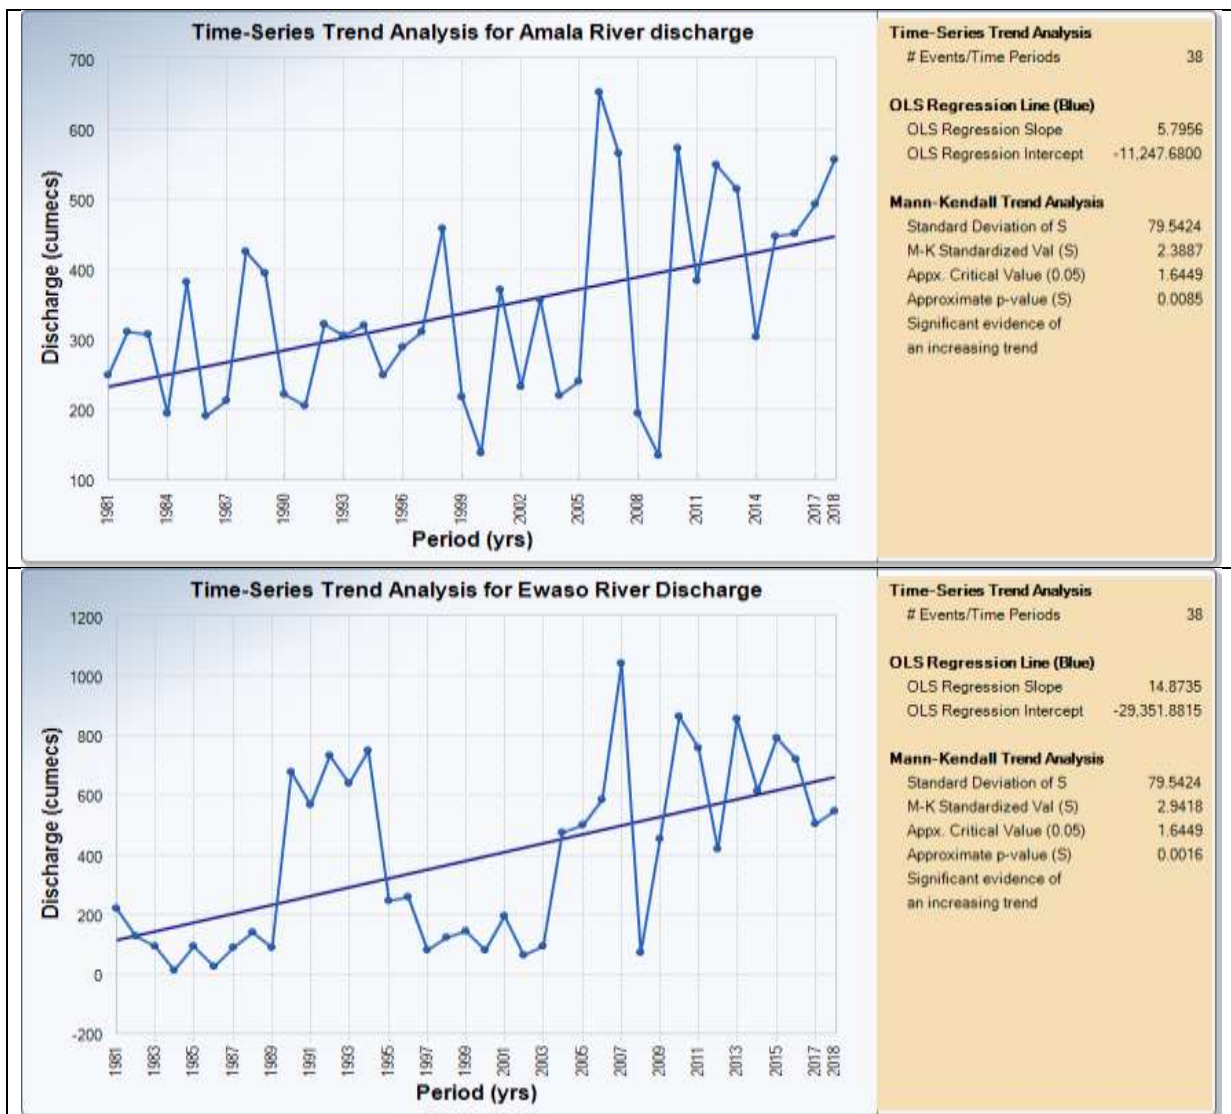 Time-Series Trend Analysis for Amala River discharge
700
600
500
400
300
200
100
Discharge (cumecs)
1981
1984
1987
1990
1993
1996
1999
2002
2005
2008
2011
2014
2017
2018
Period (yrs)
Time-Series Trend Analysis
# Events/Time Periods 38
OLS Regression Line (Blue)
OLS Regression Slope 5.7956
OLS Regression Intercept -11,247.6800
Mann-Kendall Trend Analysis
Standard Deviation of S 79.5424
M-K Standardized Val (S) 2.3887
Appx. Critical Value (0.05) 1.6449
Approximate p-value (S) 0.0085
Significant evidence of
an increasing trend
Time-Series Trend Analysis for Ewaso River Discharge
1200
1000
800
600
400
200
0
-200
Discharge (cumecs)
1981
1983
1985
1987
1989
1991
1993
1995
1997
1999
2001
2003
2005
2007
2009
2011
2013
2015
2017
2018
Period (yrs)
Time-Series Trend Analysis
# Events/Time Periods 38
OLS Regression Line (Blue)
OLS Regression Slope 14.8735
OLS Regression Intercept -29,351.8815
Mann-Kendall Trend Analysis
Standard Deviation of S 79.5424
M-K Standardized Val (S) 2.9418
Appx. Critical Value (0.05) 1.6449
Approximate p-value (S) 0.0016
Significant evidence of
an increasing trend